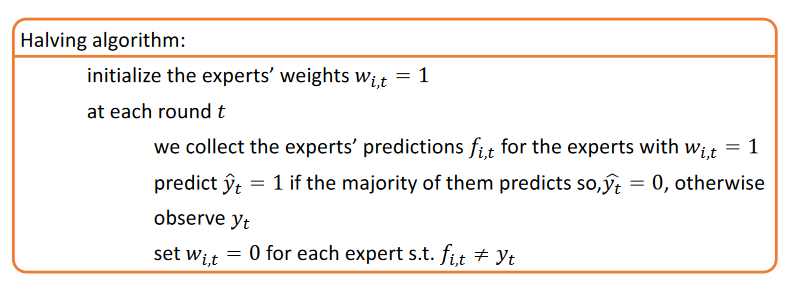 Halving algorithm:
initialize the experts' weights $w_{i,t} = 1$
at each round $t$
we collect the experts' predictions $f_{i,t}$ for the experts with $w_{i,t} = 1$
predict $\hat{y}_t = 1$ if the majority of them predicts so,$\hat{y}_t = 0$, otherwise
observe $y_t$
set $w_{i,t} = 0$ for each expert s.t. $f_{i,t} \neq y_t$